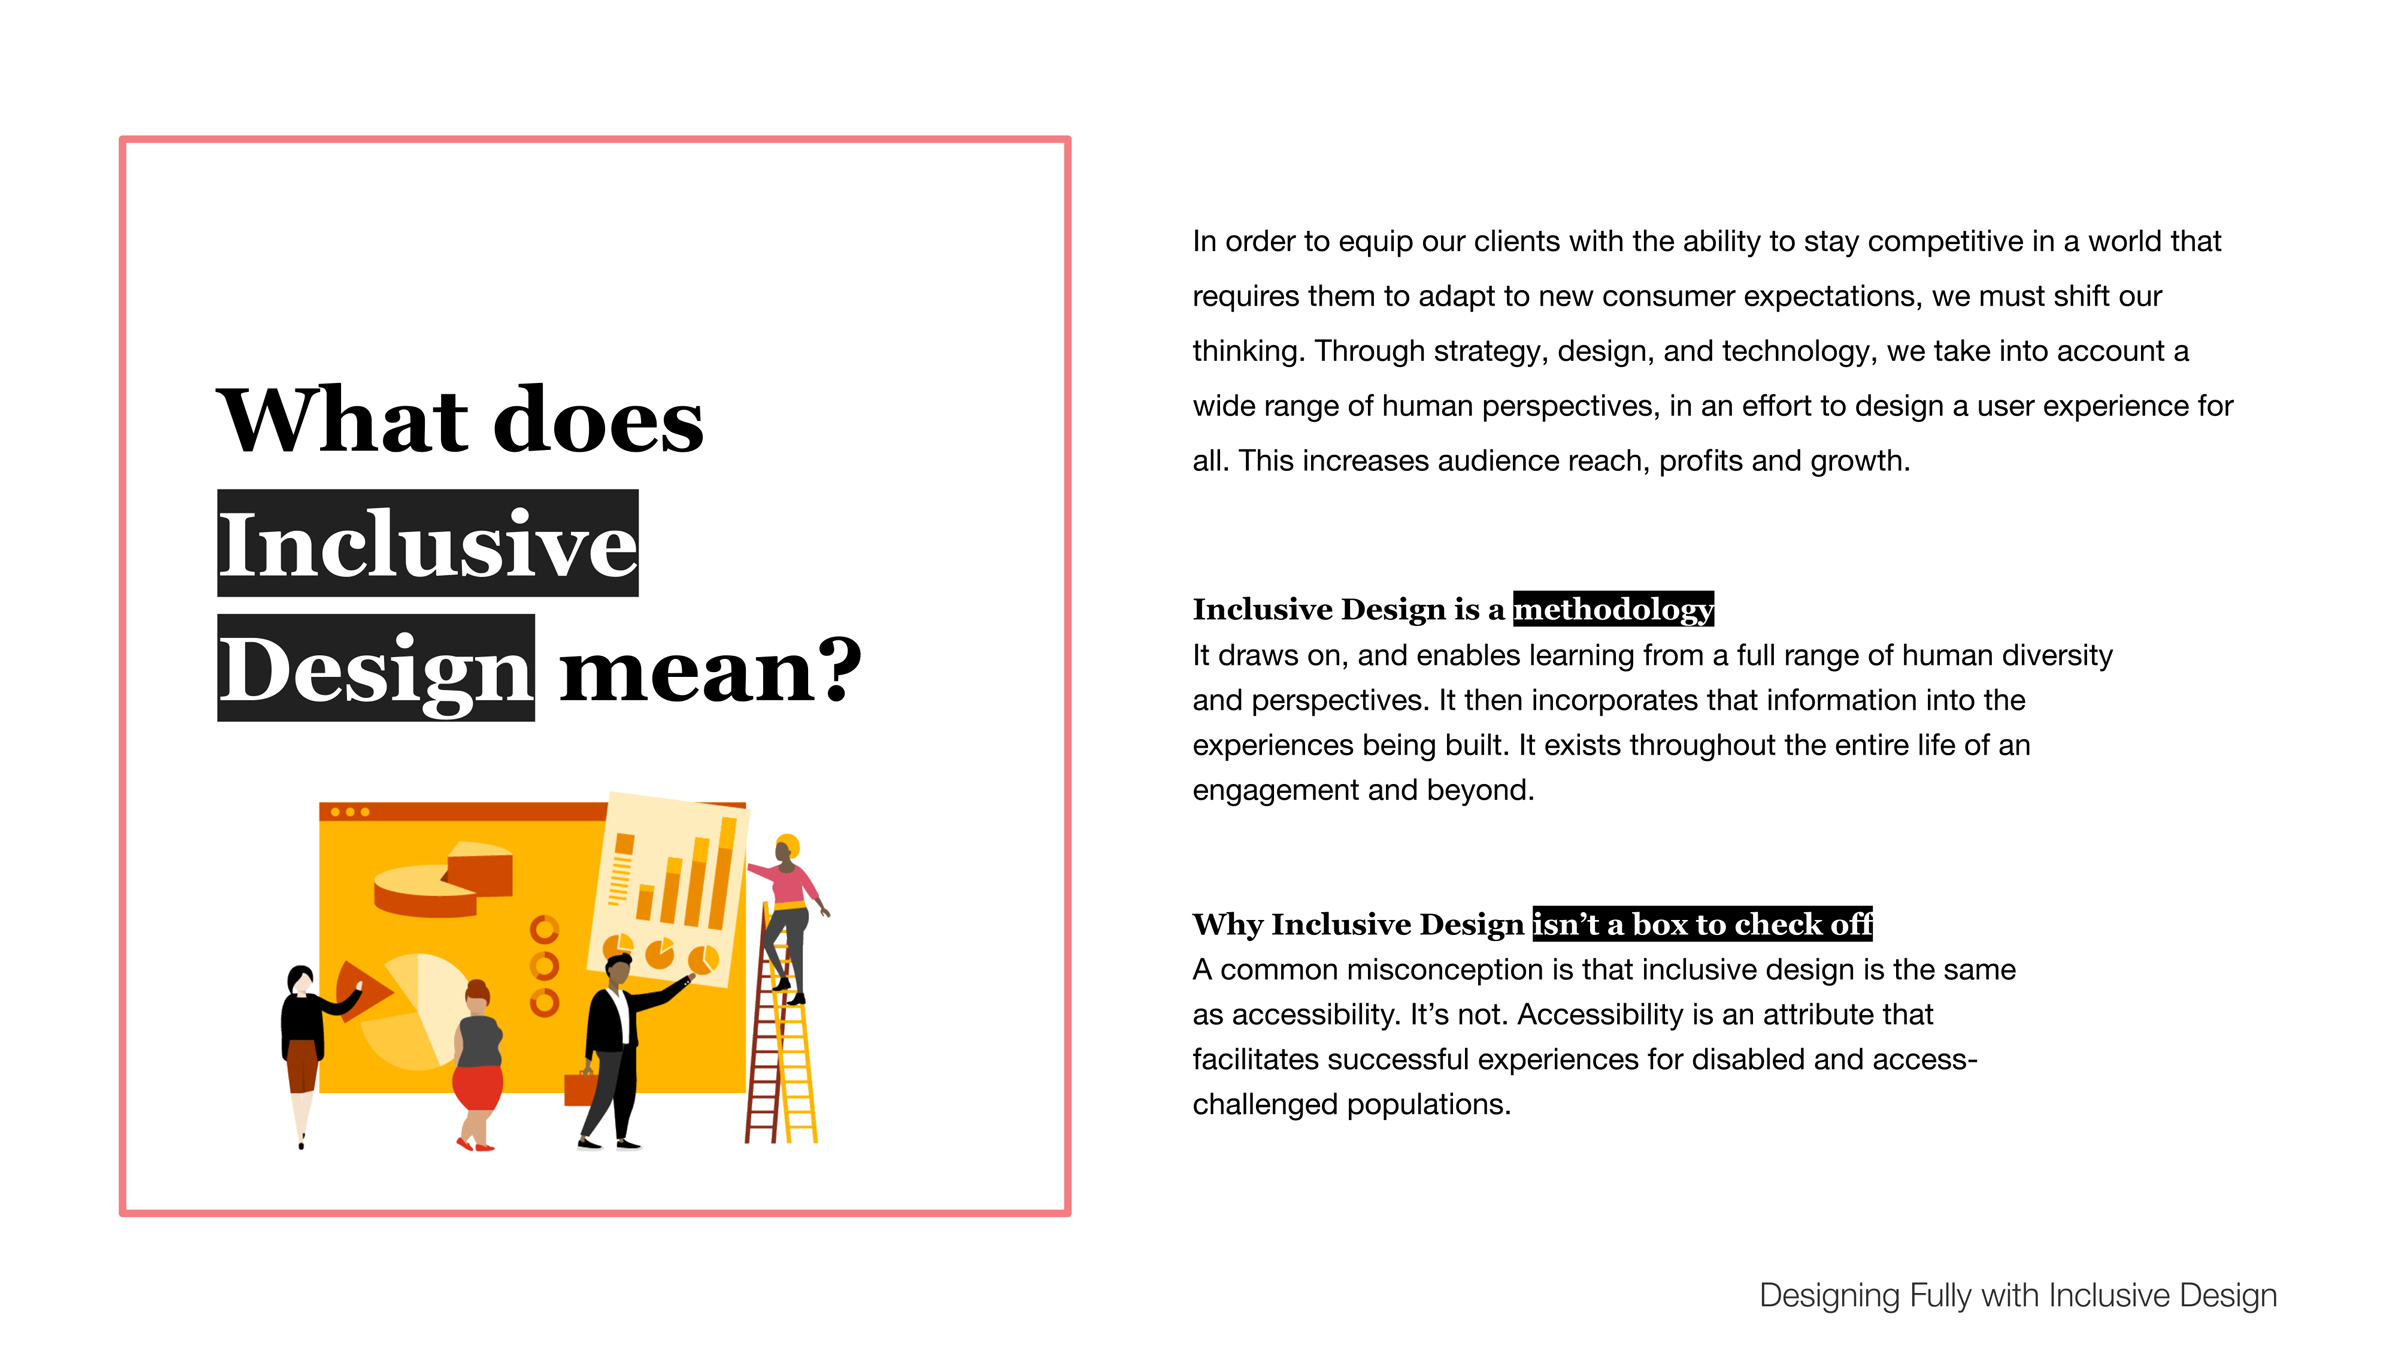 What does
Inclusive
Design mean?
In order to equip our clients with the ability to stay competitive in a world that
requires them to adapt to new consumer expectations, we must shift our
thinking. Through strategy, design, and technology, we take into account a
wide range of human perspectives, in an effort to design a user experience for
all. This increases audience reach, profits and growth.
Inclusive Design is a methodology
It draws on, and enables learning from a full range of human diversity
and perspectives. It then incorporates that information into the
experiences being built. It exists throughout the entire life of an
engagement and beyond.
Why Inclusive Design isn’t a box to check off
A common misconception is that inclusive design is the same
as accessibility. It’s not. Accessibility is an attribute that
facilitates successful experiences for disabled and access-
challenged populations.
Designing Fully with Inclusive Design